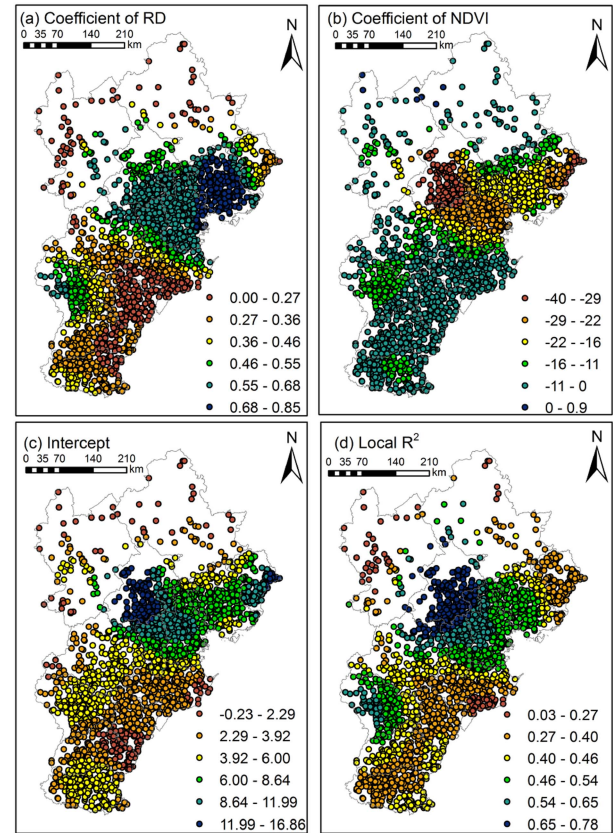 (a) Coefficient of RD
N
0 35 70 140 210
km
0.00 - 0.27
0.27 - 0.36
0.36 - 0.46
0.46 - 0.55
0.55 - 0.68
0.68 - 0.85
(b) Coefficient of NDVI
N
0 35 70 140 210
km
-40 - -29
-29 - -22
-22 - -16
-16 - -11
-11 - 0
0 - 0.9
(c) Intercept
N
0 35 70 140 210
km
-0.23 - 2.29
2.29 - 3.92
3.92 - 6.00
6.00 - 8.64
8.64 - 11.99
11.99 - 16.86
(d) Local R²
N
0 35 70 140 210
km
0.03 - 0.27
0.27 - 0.40
0.40 - 0.46
0.46 - 0.54
0.54 - 0.65
0.65 - 0.78